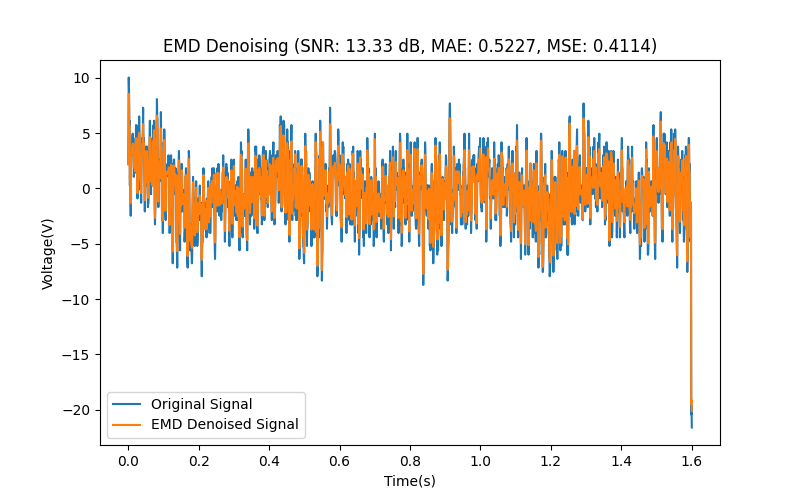 EMD Denoising (SNR: 13.33 dB, MAE: 0.5227, MSE: 0.4114)
10
5
0
−5
−10
−15
−20
Voltage(V)
Original Signal
EMD Denoised Signal
0.0 0.2 0.4 0.6 0.8 1.0 1.2 1.4 1.6
Time(s)